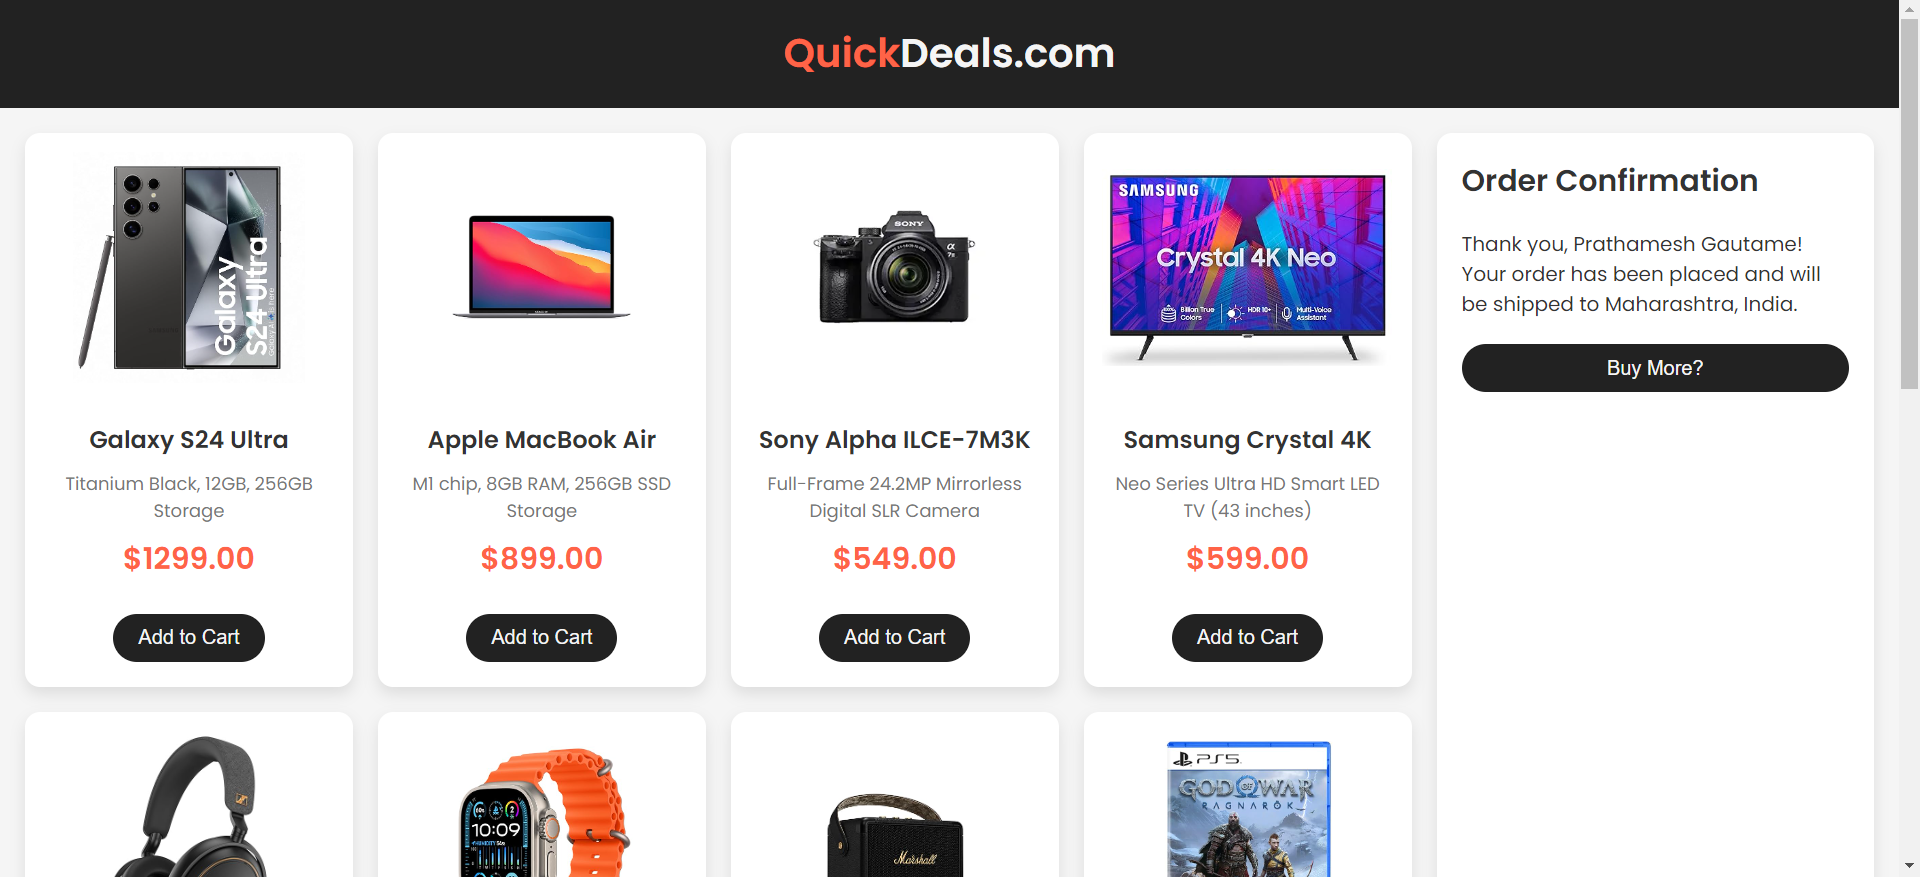 QuickDeals.com
Galaxy
S24 Ultra
SAMSUNG
Crystal 4K Neo
Billion True
Colors
HDR 10+
Multi-Voice
Assistant
SONY
α
Galaxy S24 Ultra
Titanium Black, 12GB, 256GB
Storage
$1299.00
Add to Cart
Apple MacBook Air
M1 chip, 8GB RAM, 256GB SSD
Storage
$899.00
Add to Cart
Sony Alpha ILCE-7M3K
Full-Frame 24.2MP Mirrorless
Digital SLR Camera
$549.00
Add to Cart
Samsung Crystal 4K
Neo Series Ultra HD Smart LED
TV (43 inches)
$599.00
Add to Cart
Order Confirmation
Thank you, Prathamesh Gautame!
Your order has been placed and will
be shipped to Maharashtra, India.
Buy More?
10:09
Marshall
PS5
GOD OF WAR
RAGNARÖK